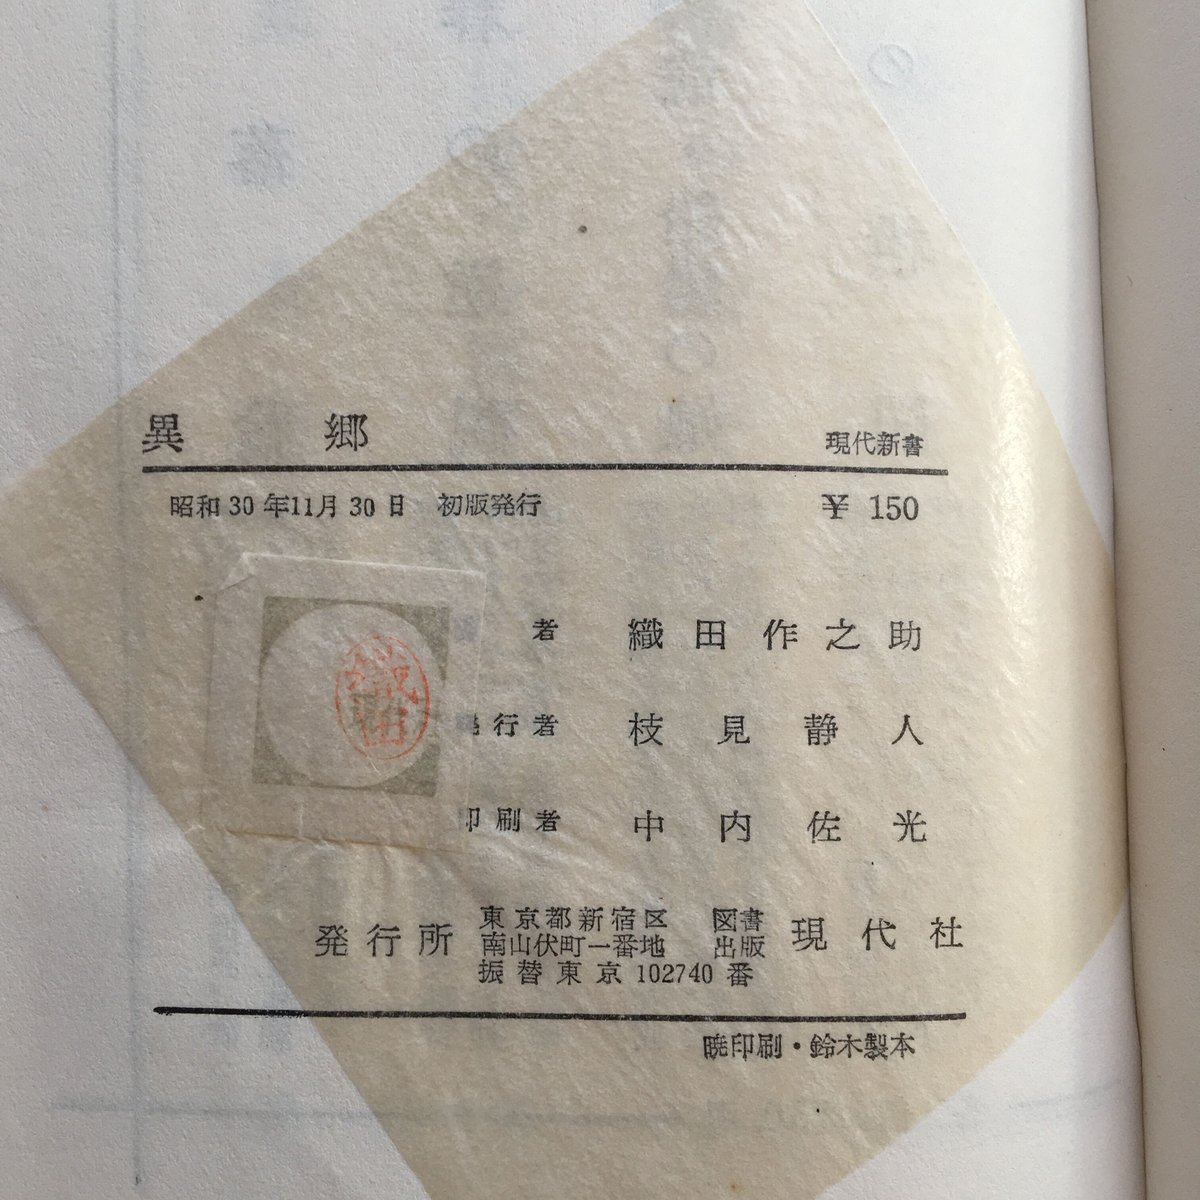 異郷 現代新書
昭和30年11月30日 初版発行 ¥150
者 織田作之助
発行者 枝見静人
印刷者 中内佐光
発行所 東京都新宿区 図書 現代社
南山伏町一番地 出版
振替東京102740番
暁印刷・鈴木製本
織田